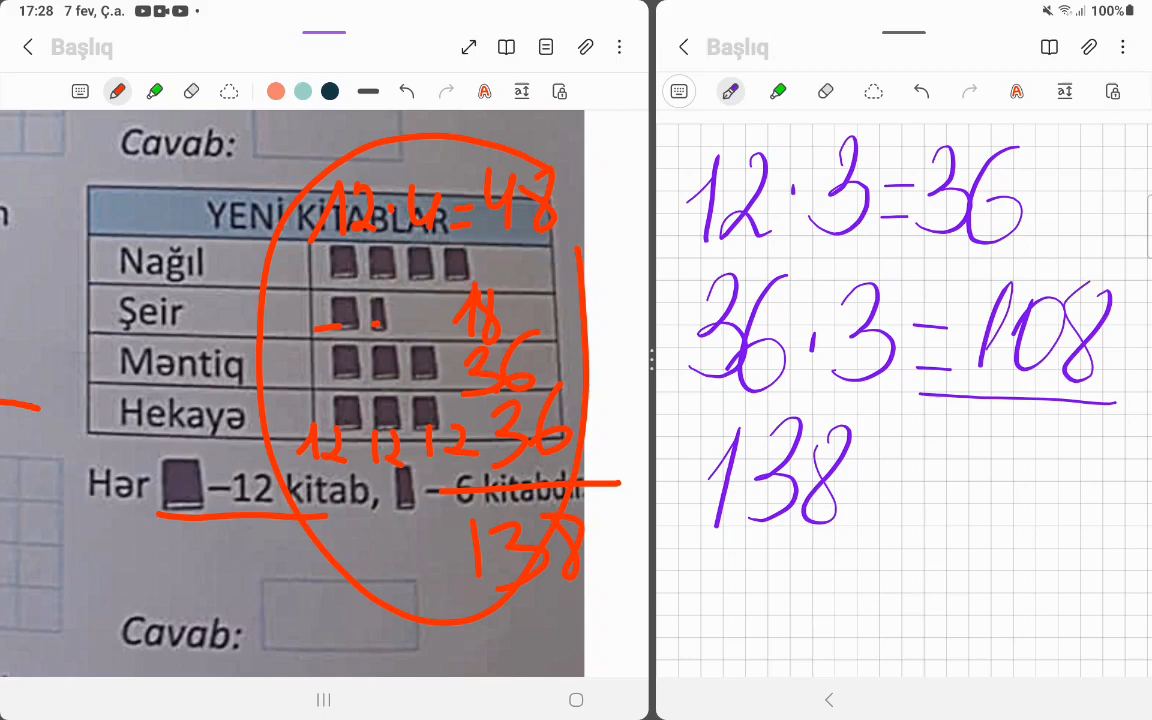 17:28 7 fev, Ç.a.
100%
Başlıq
Başlıq
Cavab:
12 · 4 = 48
YENİ KİTABLAR
Nağıl
Şeir
18
Məntiq
36
Hekayə
36
12 12 12
Hər –12 kitab, – 6 kitabdır
138
Cavab:
12 · 3 = 36
36 · 3 = 108
138